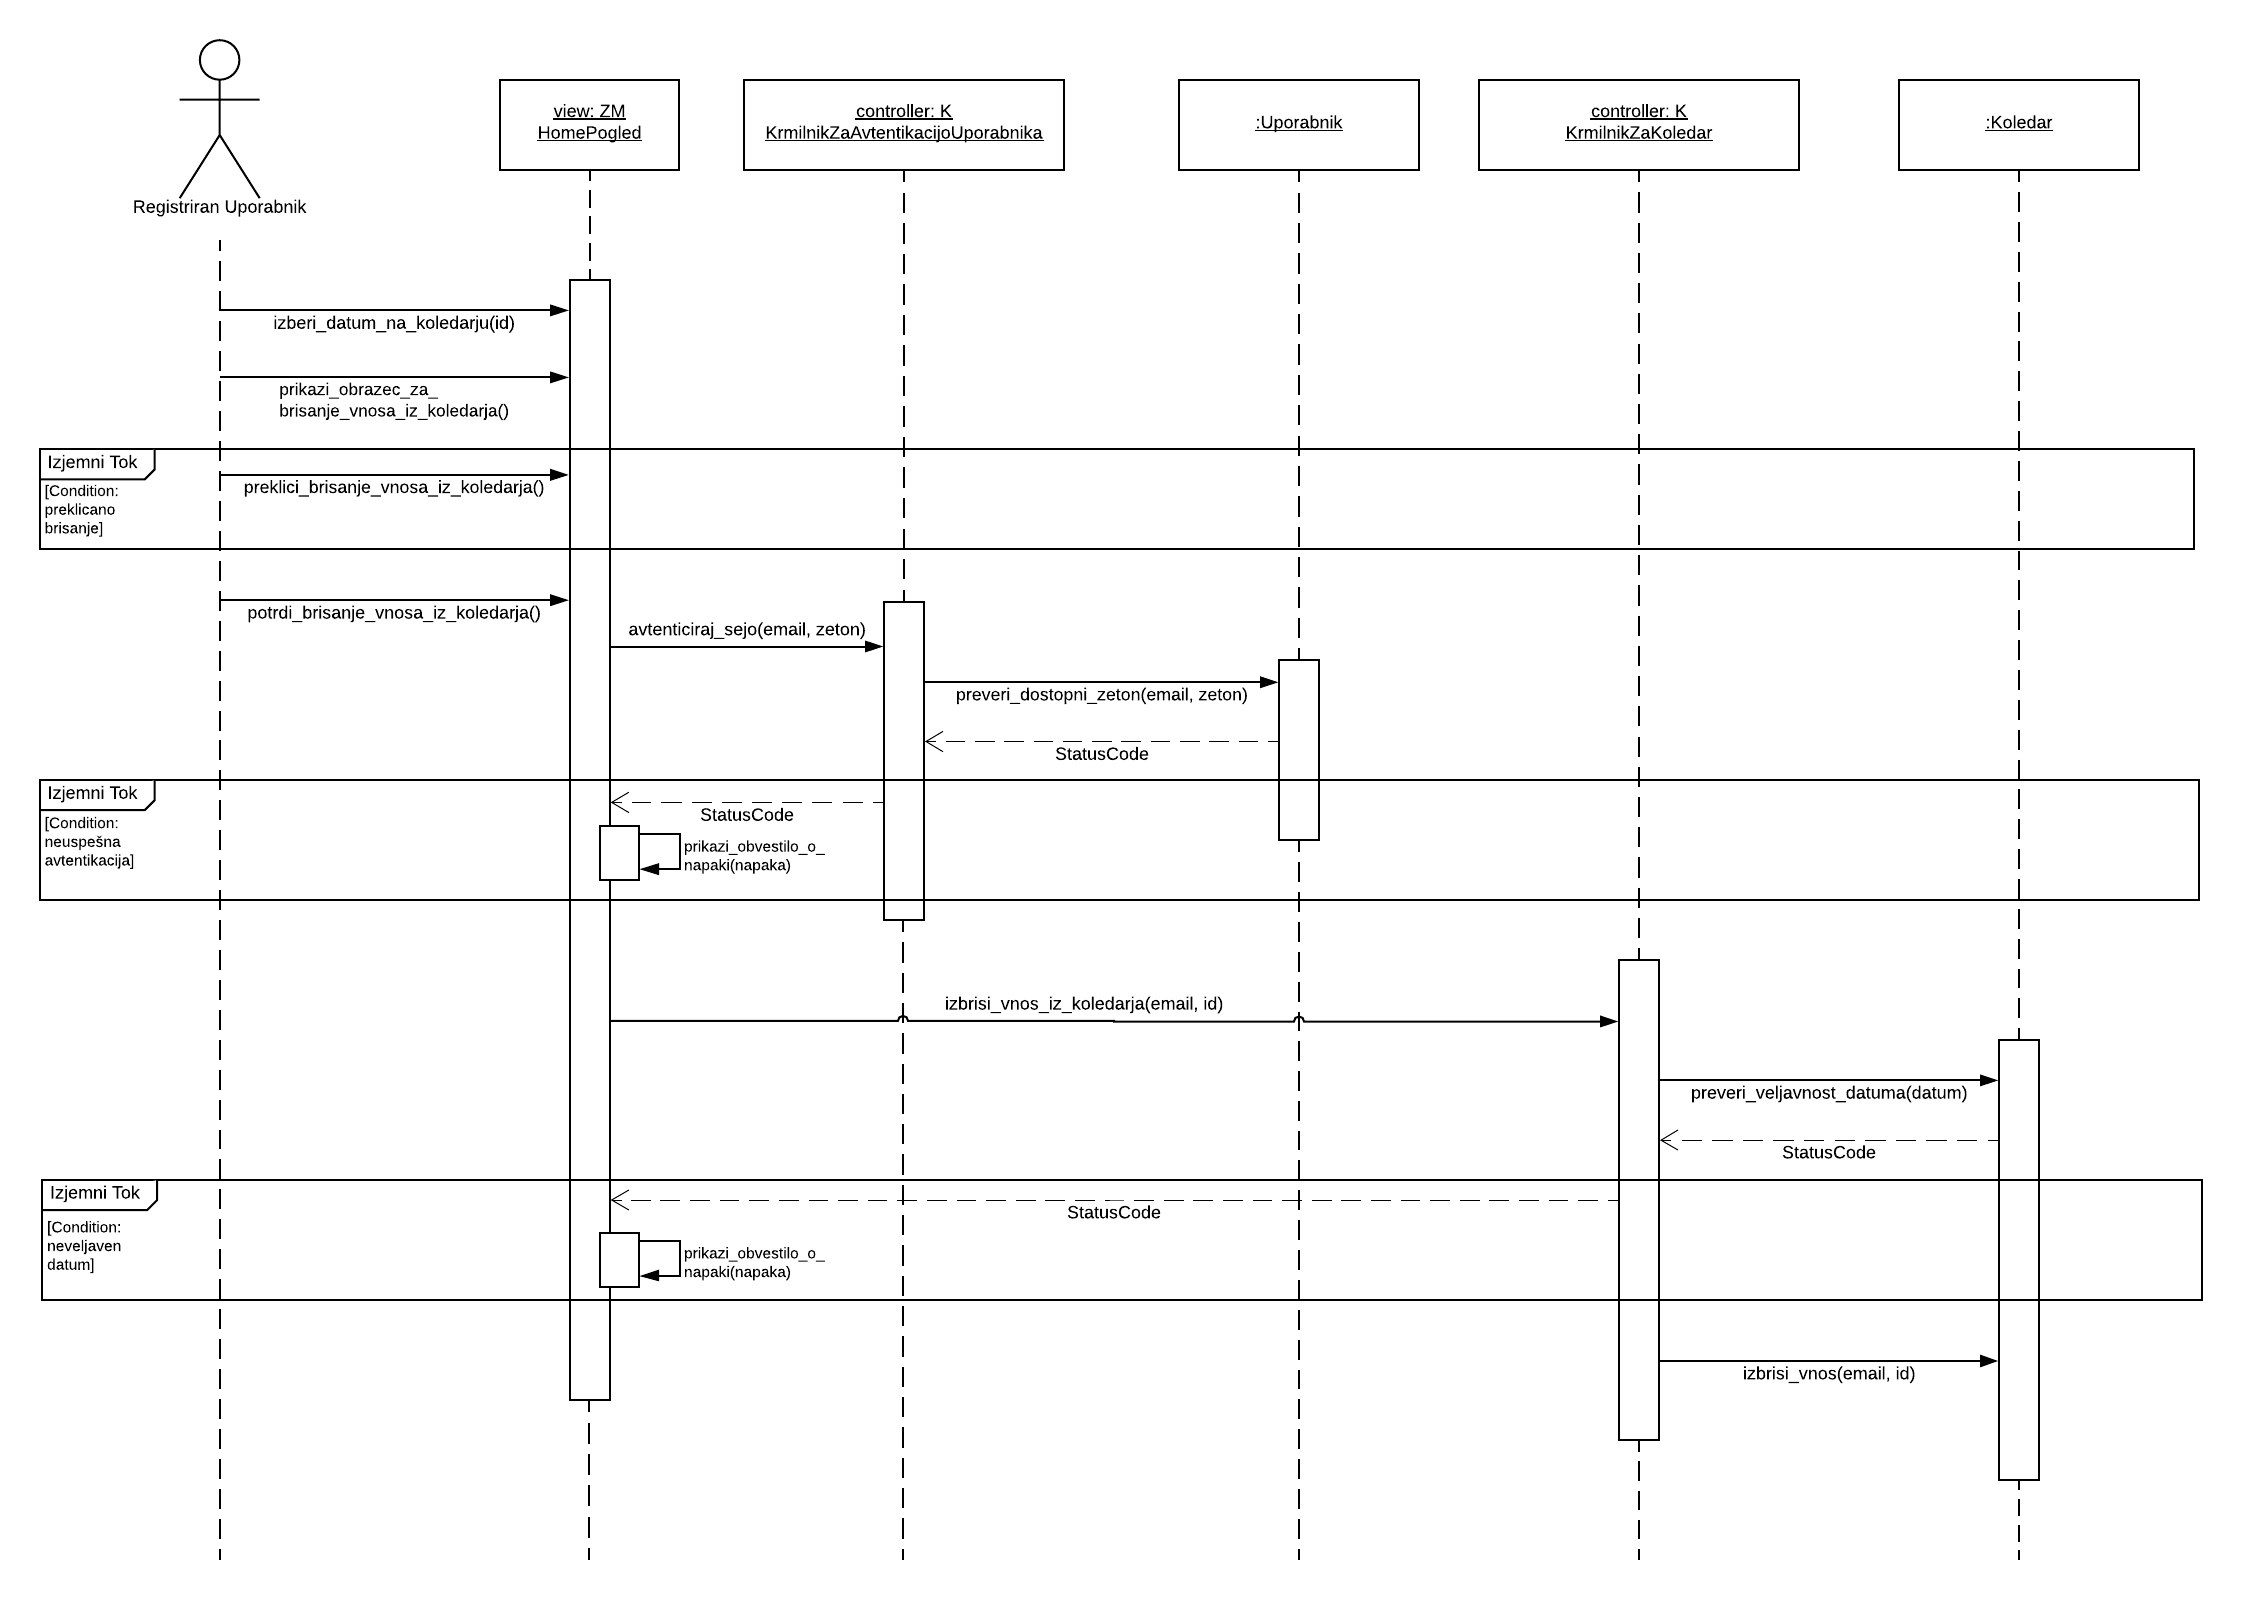 Registriran Uporabnik
view: ZM
HomePogled
controller: K
KrmilnikZaAvtentikacijoUporabnika
:Uporabnik
controller: K
KrmilnikZaKoledar
:Koledar
izberi_datum_na_koledarju(id)
prikazi_obrazec_za_
brisanje_vnosa_iz_koledarja()
Izjemni Tok
[Condition:
preklicano
brisanje]
preklici_brisanje_vnosa_iz_koledarja()
potrdi_brisanje_vnosa_iz_koledarja()
avtenticiraj_sejo(email, zeton)
preveri_dostopni_zeton(email, zeton)
StatusCode
Izjemni Tok
[Condition:
neuspešna
avtentikacija]
StatusCode
prikazi_obvestilo_o_
napaki(napaka)
izbrisi_vnos_iz_koledarja(email, id)
preveri_veljavnost_datuma(datum)
StatusCode
Izjemni Tok
[Condition:
neveljaven
datum]
StatusCode
prikazi_obvestilo_o_
napaki(napaka)
izbrisi_vnos(email, id)